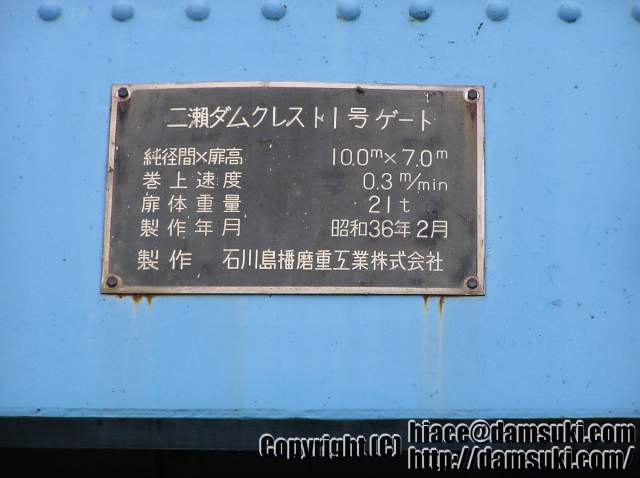 二瀬ダムクレスト1号ゲート
純径間×扉高 10.0m×7.0m
巻上速度 0.3 m/min
扉体重量 21t
製作年月 昭和36年2月
製作 石川島播磨重工業株式会社
Copyright (C) hiace@damsuki.com
http://damsuki.com/